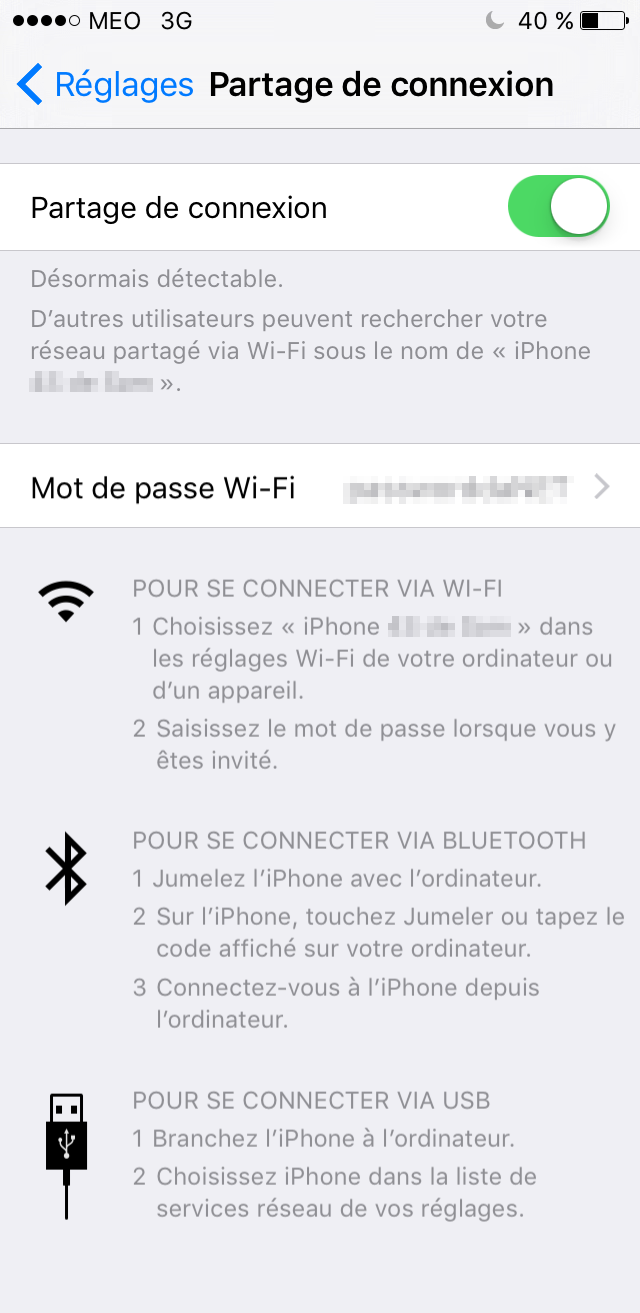 MEO 3G 40 %
Réglages Partage de connexion
Partage de connexion
Désormais détectable.
D’autres utilisateurs peuvent rechercher votre
réseau partagé via Wi-Fi sous le nom de « iPhone
».
Mot de passe Wi-Fi
POUR SE CONNECTER VIA WI-FI
1 Choisissez « iPhone » dans
les réglages Wi-Fi de votre ordinateur ou
d’un appareil.
2 Saisissez le mot de passe lorsque vous y
êtes invité.
POUR SE CONNECTER VIA BLUETOOTH
1 Jumelez l’iPhone avec l’ordinateur.
2 Sur l’iPhone, touchez Jumeler ou tapez le
code affiché sur votre ordinateur.
3 Connectez-vous à l’iPhone depuis
l’ordinateur.
POUR SE CONNECTER VIA USB
1 Branchez l’iPhone à l’ordinateur.
2 Choisissez iPhone dans la liste de
services réseau de vos réglages.